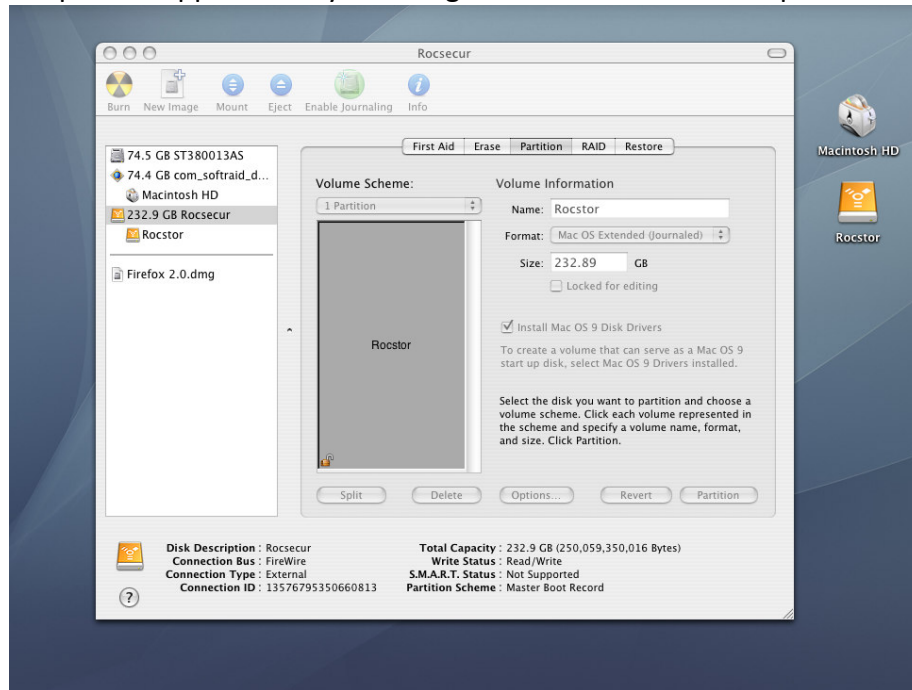 Rocsecur
Burn New Image Mount Eject Enable Journaling Info
74.5 GB ST380013AS
74.4 GB com_softraid_d...
Macintosh HD
232.9 GB Rocsecur
Rocstor
Firefox 2.0.dmg
First Aid Erase Partition RAID Restore
Volume Scheme:
1 Partition
Rocstor
Volume Information
Name: Rocstor
Format: Mac OS Extended (Journaled)
Size: 232.89 GB
Locked for editing
Install Mac OS 9 Disk Drivers
To create a volume that can serve as a Mac OS 9
start up disk, select Mac OS 9 Drivers installed.
Select the disk you want to partition and choose a
volume scheme. Click each volume represented in
the scheme and specify a volume name, format,
and size. Click Partition.
Split Delete Options... Revert Partition
Disk Description : Rocsecur
Connection Bus : FireWire
Connection Type : External
Connection ID : 13576795350660813
Total Capacity : 232.9 GB (250,059,350,016 Bytes)
Write Status : Read/Write
S.M.A.R.T. Status : Not Supported
Partition Scheme : Master Boot Record
?
Macintosh HD
Rocstor